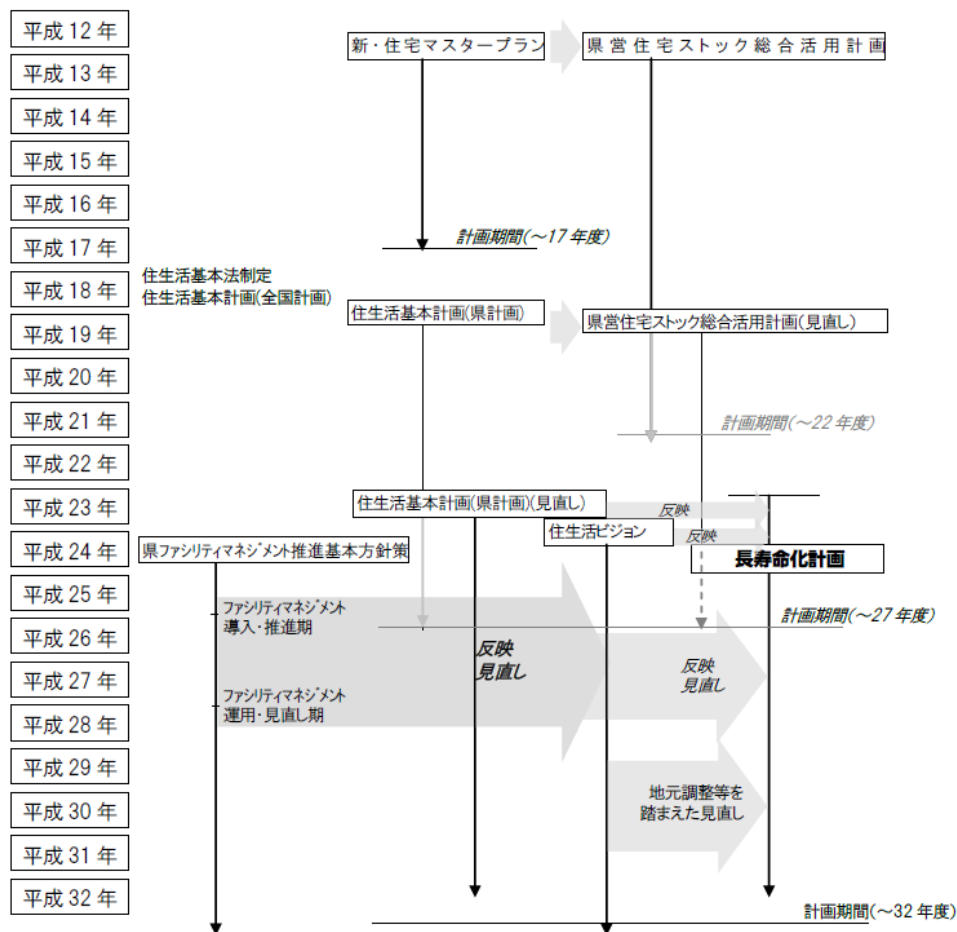 平成 12 年
新・住宅マスタープラン
県営住宅ストック総合活用計画
平成 13 年
平成 14 年
平成 15 年
平成 16 年
平成 17 年
計画期間(～17 年度)
平成 18 年
住生活基本法制定
住生活基本計画(全国計画)
住生活基本計画(県計画)
県営住宅ストック総合活用計画(見直し)
平成 19 年
平成 20 年
平成 21 年
計画期間(～22 年度)
平成 22 年
平成 23 年
住生活基本計画(県計画)(見直し)
反映
住生活ビジョン
反映
平成 24 年
県ファシリティマネジメント推進基本方針策
長寿命化計画
平成 25 年
ファシリティマネジメント
導入・推進期
計画期間(～27 年度)
平成 26 年
反映
見直し
反映
見直し
平成 27 年
ファシリティマネジメント
運用・見直し期
平成 28 年
平成 29 年
地元調整等を
踏まえた見直し
平成 30 年
平成 31 年
平成 32 年
計画期間(～32 年度)